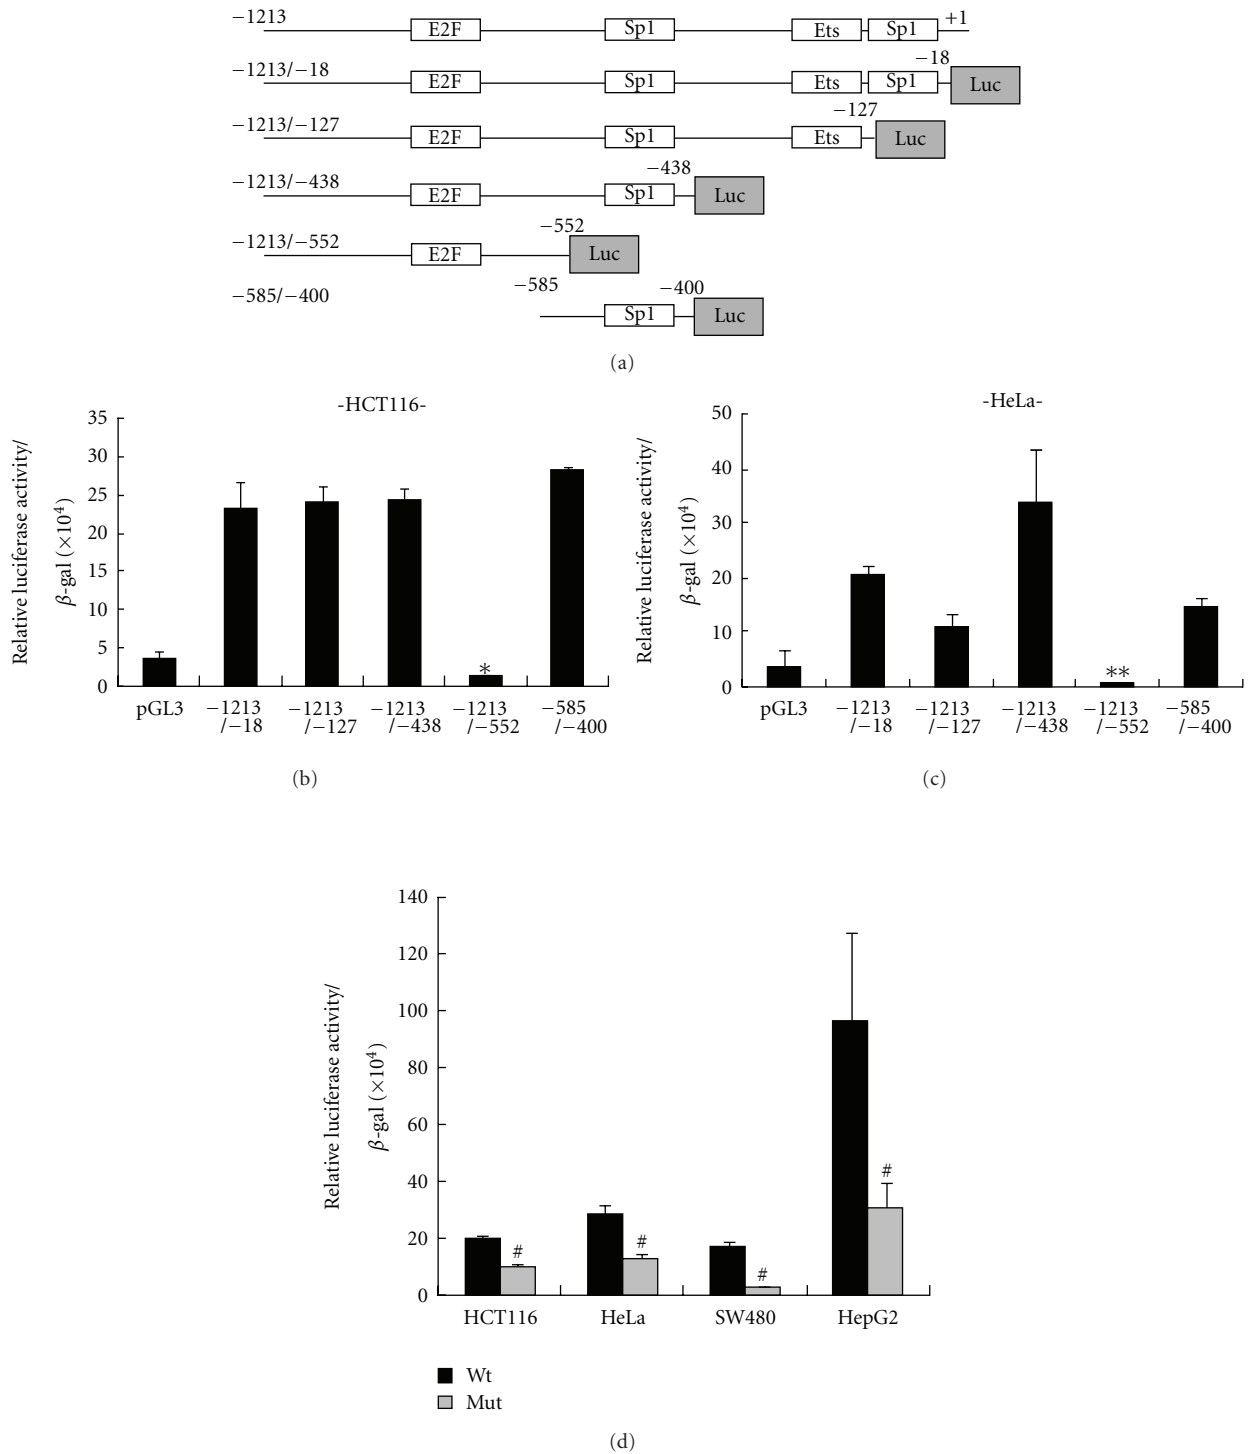 −1213 E2F Sp1 Ets Sp1 +1
−1213/−18 E2F Sp1 Ets Sp1 −18 Luc
−1213/−127 E2F Sp1 Ets −127 Luc
−1213/−438 E2F Sp1 −438 Luc
−1213/−552 E2F −552 Luc
−585/−400 −585 Sp1 −400 Luc
(a)
-HCT116-
Relative luciferase activity/
β-gal (×10⁴)
35
30
25
20
15
10
5
0
*
pGL3 −1213 −1213 −1213 −1213 −585
/−18 /−127 /−438 /−552 /−400
(b)
-HeLa-
Relative luciferase activity/
β-gal (×10⁴)
50
40
30
20
10
0
**
pGL3 −1213 −1213 −1213 −1213 −585
/−18 /−127 /−438 /−552 /−400
(c)
Relative luciferase activity/
β-gal (×10⁴)
140
120
100
80
60
40
20
0
# # # #
HCT116 HeLa SW480 HepG2
Wt
Mut
(d)